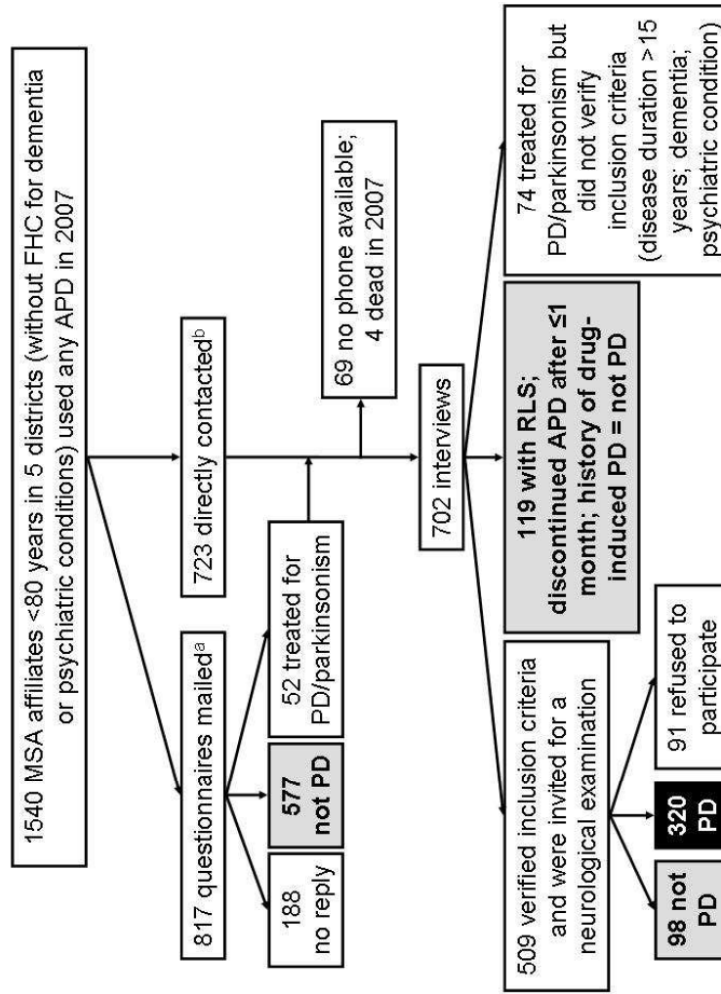 1540 MSA affiliates <80 years in 5 districts (without FHC for dementia
or psychiatric conditions) used any APD in 2007
817 questionnaires mailedᵃ
723 directly contactedᵇ
188
no reply
577
not PD
52 treated for
PD/parkinsonism
69 no phone available;
4 dead in 2007
702 interviews
509 verified inclusion criteria
and were invited for a
neurological examination
119 with RLS;
discontinued APD after ≤1
month; history of drug-
induced PD = not PD
74 treated for
PD/parkinsonism but
did not verify
inclusion criteria
(disease duration >15
years; dementia;
psychiatric condition)
98 not
PD
320
PD
91 refused to
participate